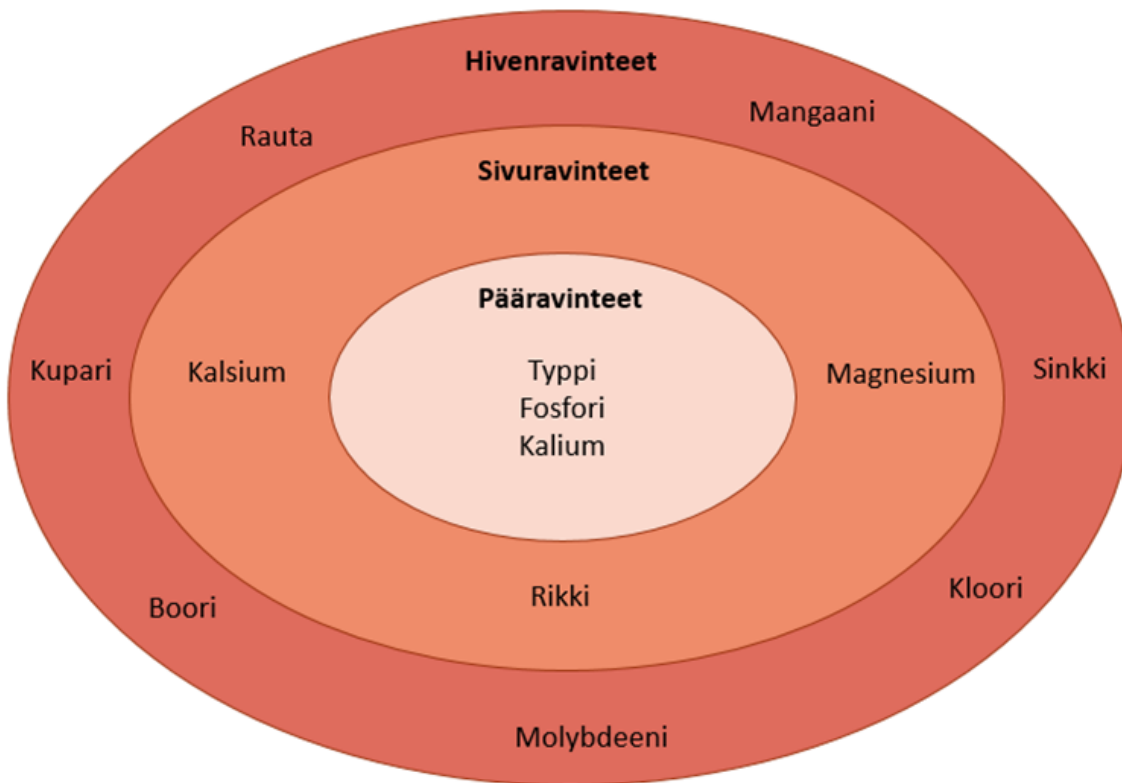 Hivenravinteet
Mangaani
Rauta
Sivuravinteet
Pääravinteet
Kupari
Kalsium
Typpi
Fosfori
Kalium
Magnesium
Sinkki
Boori
Rikki
Kloori
Molybdeeni